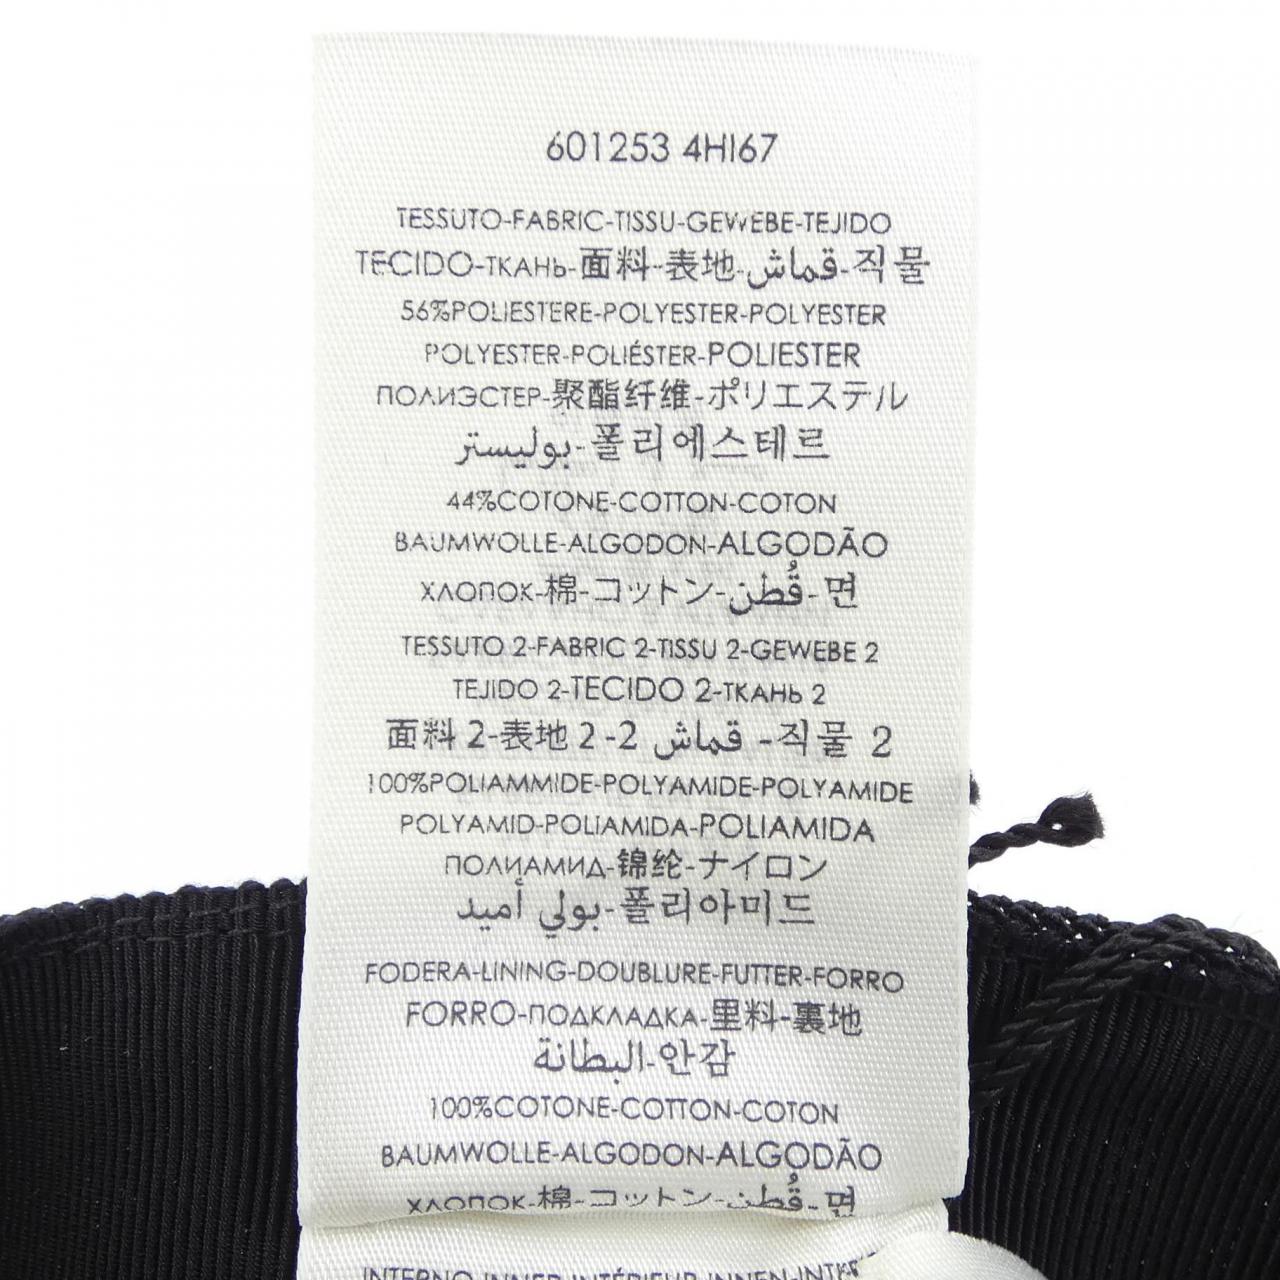 601253 4HI67
TESSUTO-FABRIC-TISSU-GEWEBE-TEJIDO
TECIDO-ТКАНЬ-面料-表地-قماش-직물
56%POLIESTERE-POLYESTER-POLYESTER
POLYESTER-POLIÉSTER-POLIESTER
ПОЛИЭСТЕР-聚酯纤维-ポリエステル
بوليستر-폴리에스테르
44%COTONE-COTTON-COTON
BAUMWOLLE-ALGODON-ALGODÃO
ХЛОПОК-棉-コットン-قُطن-면
TESSUTO 2-FABRIC 2-TISSU 2-GEWEBE 2
TEJIDO 2-TECIDO 2-ТКАНЬ 2
面料 2-表地 2-2 قماش-직물 2
100%POLIAMMIDE-POLYAMIDE-POLYAMIDE
POLYAMID-POLIAMIDA-POLIAMIDA
ПОЛИАМИД-锦纶-ナイロン
بولي أميد-폴리아미드
FODERA-LINING-DOUBLURE-FUTTER-FORRO
FORRO-ПОДКЛАДКА-里料-裏地
البطانة-안감
100%COTONE-COTTON-COTON
BAUMWOLLE-ALGODON-ALGODÃO
ХЛОПОК-棉-コットン-قُطن-면
INTERNO-INNER-INTÉRIEUR-INNEN